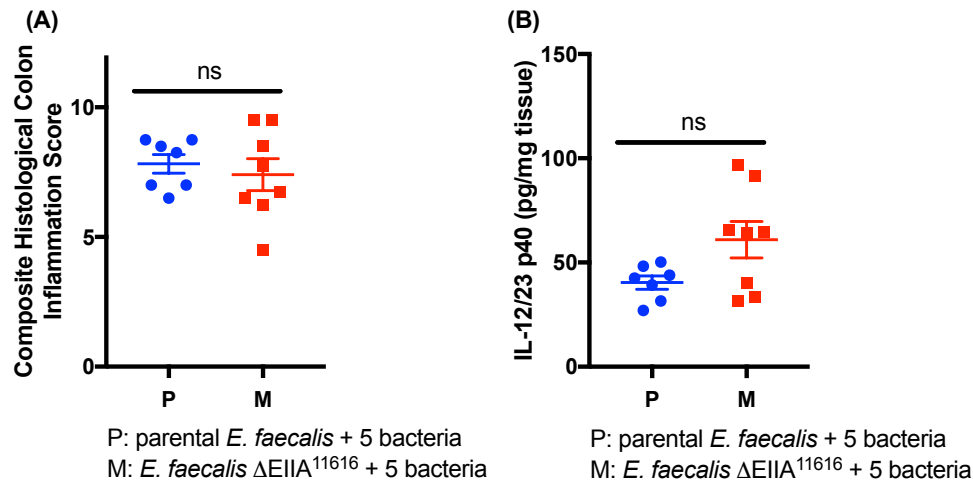 (A)
Composite Histological Colon
Inflammation Score
10
5
0
ns
P
M
P: parental E. faecalis + 5 bacteria
M: E. faecalis ΔEIIA¹¹⁶¹⁶ + 5 bacteria
(B)
IL-12/23 p40 (pg/mg tissue)
150
100
50
0
ns
P
M
P: parental E. faecalis + 5 bacteria
M: E. faecalis ΔEIIA¹¹⁶¹⁶ + 5 bacteria